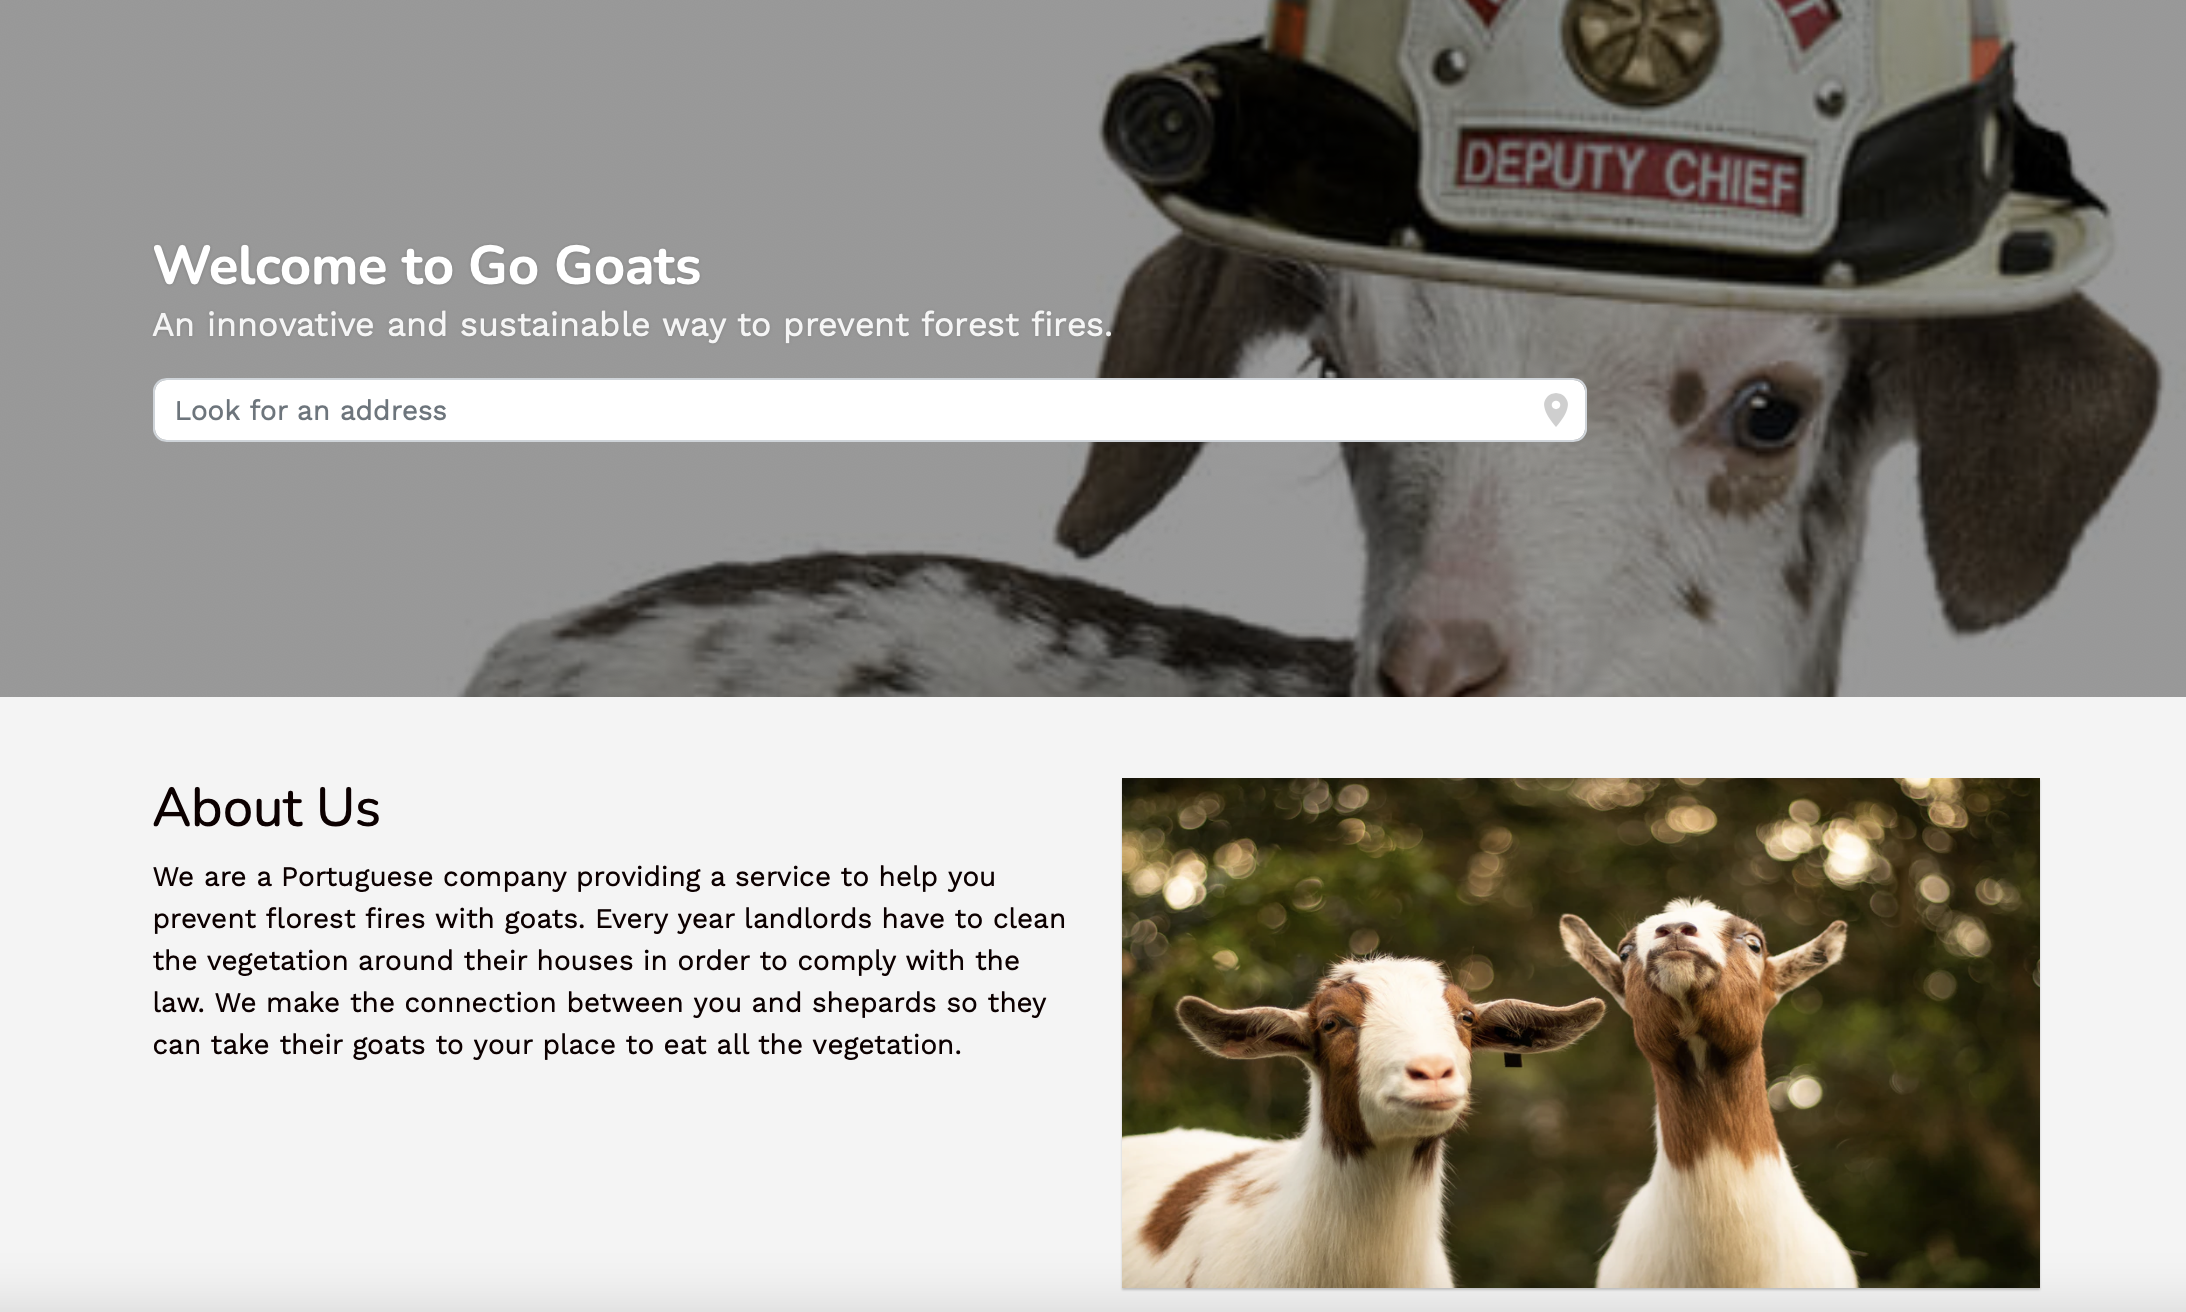 DEPUTY CHIEF
Welcome to Go Goats
An innovative and sustainable way to prevent forest fires.
Look for an address
About Us
We are a Portuguese company providing a service to help you
prevent florest fires with goats. Every year landlords have to clean
the vegetation around their houses in order to comply with the
law. We make the connection between you and shepards so they
can take their goats to your place to eat all the vegetation.